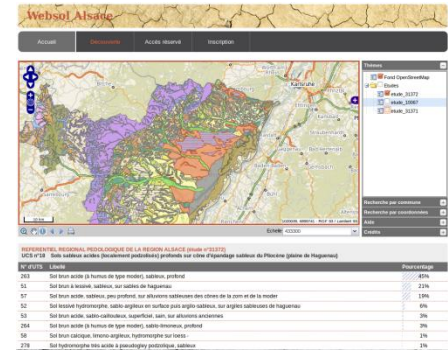 Websol Alsace
Accueil Découverte Accès réservé Inscription
Thèmes
Fond OpenStreetMap
Etudes
etude_31372
etude_10067
etude_31371
Karlsruhe
Recherche par commune
Recherche par coordonnées
Aide
Crédits
Echelle
REFERENTIEL REGIONAL PEDOLOGIQUE DE LA REGION ALSACE (étude n°31372)
UCS n°18 Sols sableux acides (localement podzolisés) profonds sur cône d'épandage sableux du Pliocène (plaine de Haguenau)
N° d'UTS Libellé Pourcentage
263 Sol brun acide (à humus de type moder), sableux, profond 45%
51 Sol brun à lessivé, sableux, sur sables de haguenau 21%
57 Sol brun acide, sableux, peu profond, sur alluvions sableuses des cônes de la zorn et de la moder 19%
52 Sol lessivé hydromorphe, sablo-argileux en surface puis argilo-sableux, sur argiles sableuses de haguenau 6%
53 Sol brun acide, sablo-caillouteux, superficiel, sain, sur alluvions anciennes 3%
264 Sol brun acide (à humus de type moder), sablo-limoneux, profond 3%
58 Sol brun calcique, limono-argileux, hydromorphe sur loess - 1%
278 Sol hydromorphe très acide à pseudogley podzolique, sableux 1%